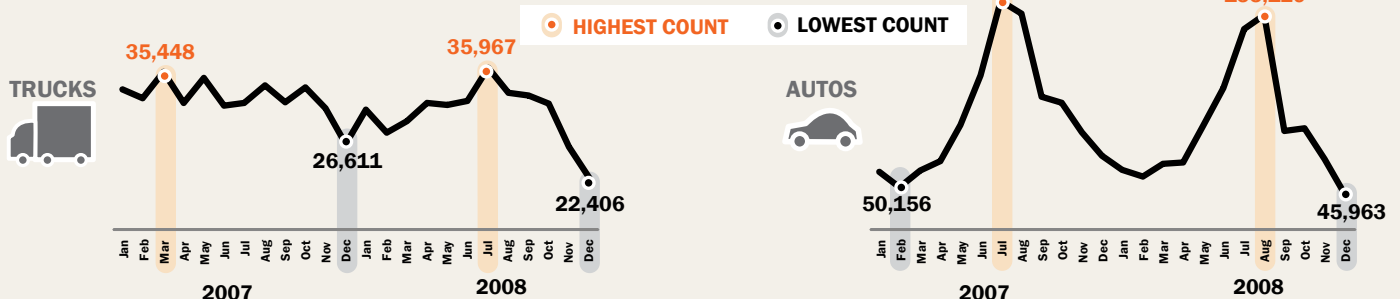 HIGHEST COUNT
LOWEST COUNT
TRUCKS
35,448
26,611
35,967
22,406
Jan Feb Mar Apr May Jun Jul Aug Sep Oct Nov Dec Jan Feb Mar Apr May Jun Jul Aug Sep Oct Nov Dec
2007
2008
AUTOS
50,156
45,963
Jan Feb Mar Apr May Jun Jul Aug Sep Oct Nov Dec Jan Feb Mar Apr May Jun Jul Aug Sep Oct Nov Dec
2007
2008